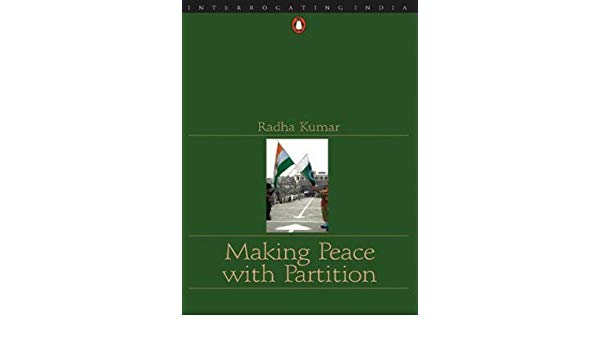 INTERROGATING INDIA
Radha Kumar
Making Peace
with Partition